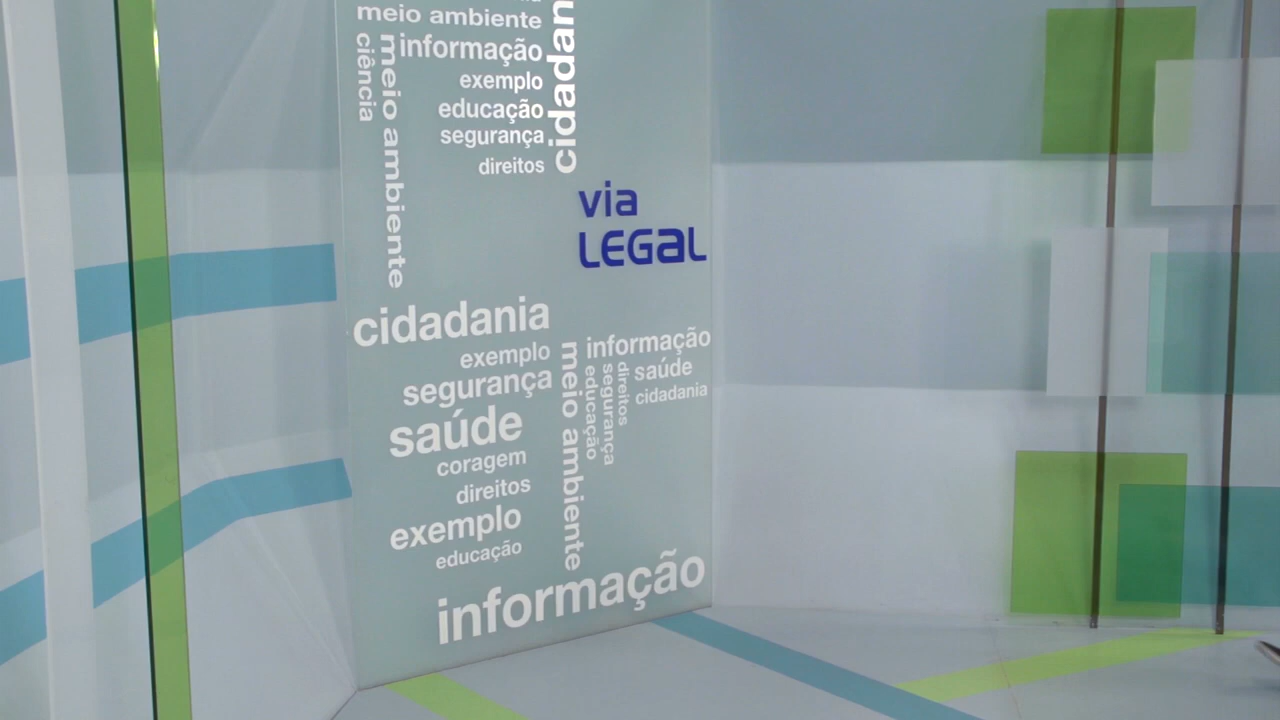 meio ambiente
ciência
meio ambiente
informação
exemplo
educação
segurança
direitos
via
LEGAL
cidadania
exemplo
segurança
saúde
coragem
direitos
exemplo
educação
meio ambiente
informação
educação
segurança
direitos
saúde
cidadania
informação